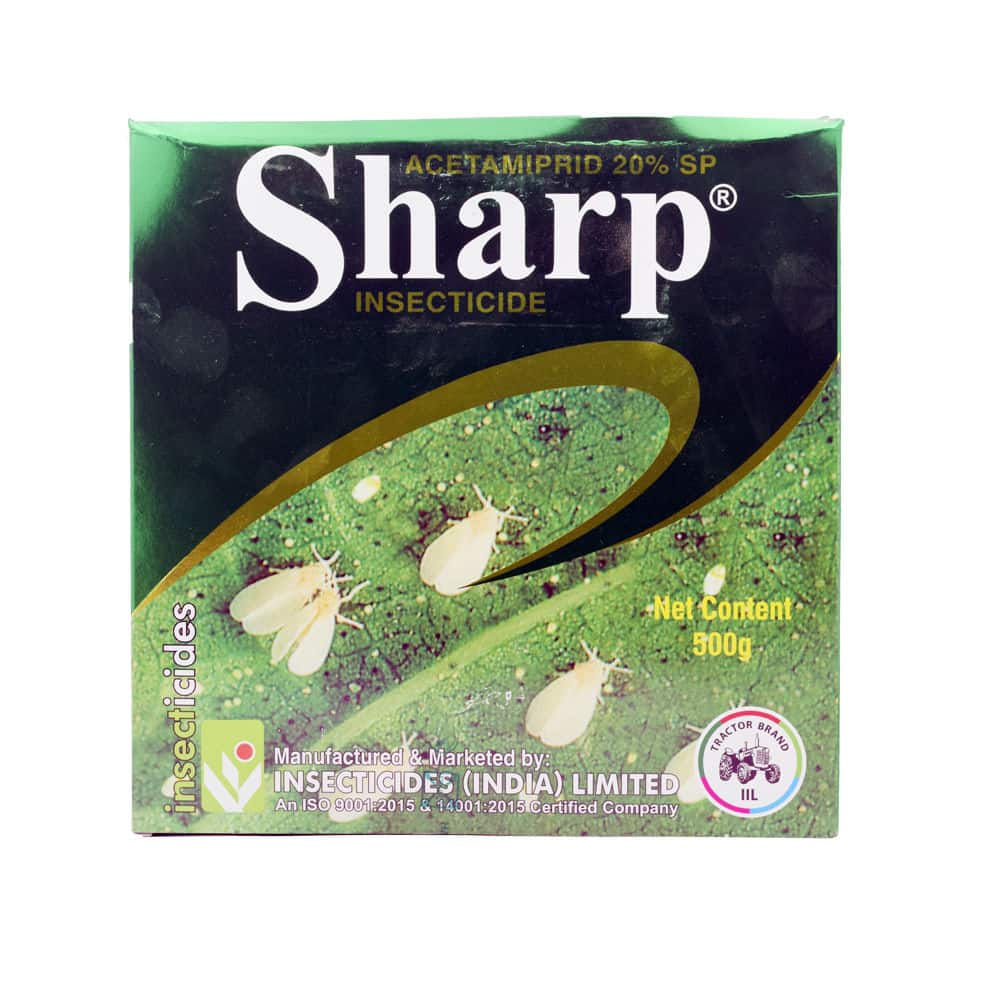 ACETAMIPRID 20% SP
Sharp®
INSECTICIDE
Net Content
500g
insecticides
Manufactured & Marketed by:
INSECTICIDES (INDIA) LIMITED
An ISO 9001:2015 & 14001:2015 Certified Company
TRACTOR BRAND
IIL